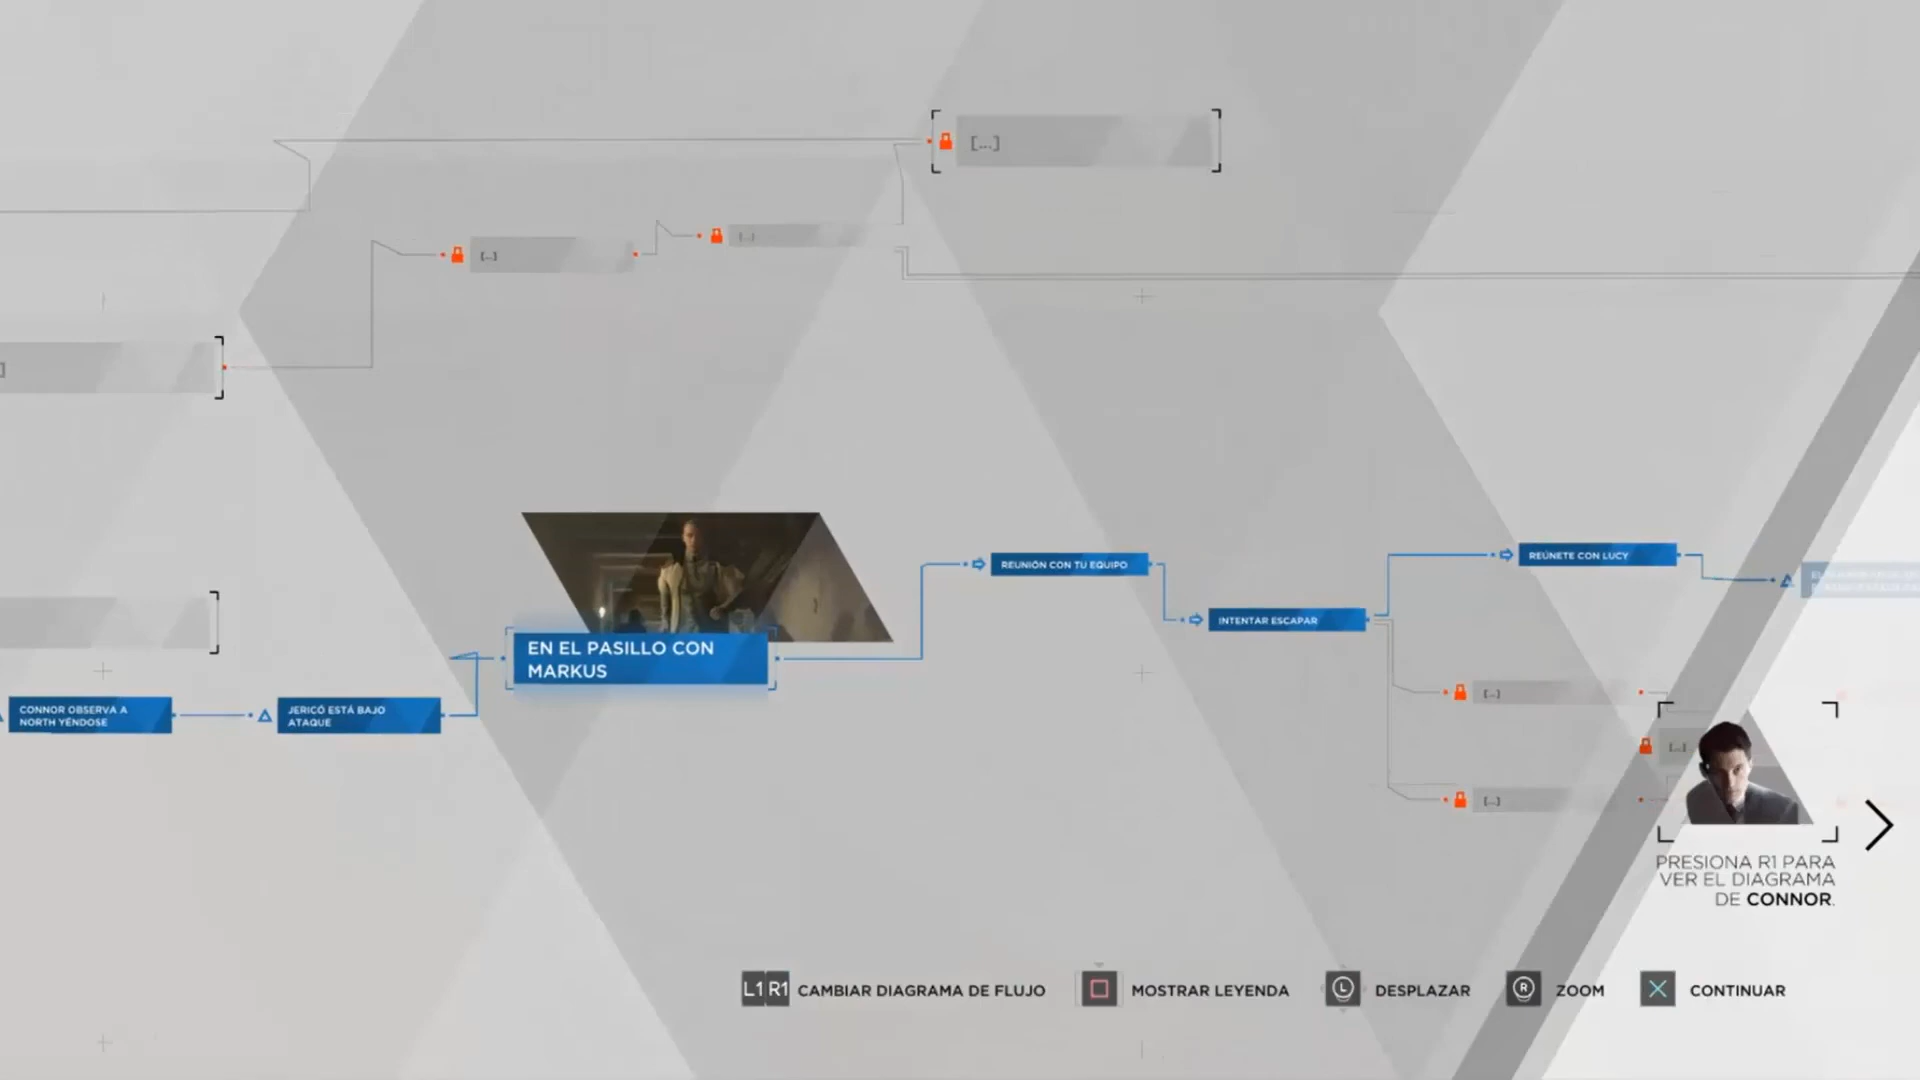 [...]
[...]
[...]
]
REÚNETE CON LUCY
REUNIÓN CON TU EQUIPO
INTENTAR ESCAPAR
EN EL PASILLO CON
MARKUS
[...]
CONNOR OBSERVA A
NORTH YÉNDOSE
JERICÓ ESTÁ BAJO
ATAQUE
[...]
[...]
PRESIONA R1 PARA
VER EL DIAGRAMA
DE CONNOR.
L1 R1 CAMBIAR DIAGRAMA DE FLUJO
MOSTRAR LEYENDA
L DESPLAZAR
R ZOOM
CONTINUAR